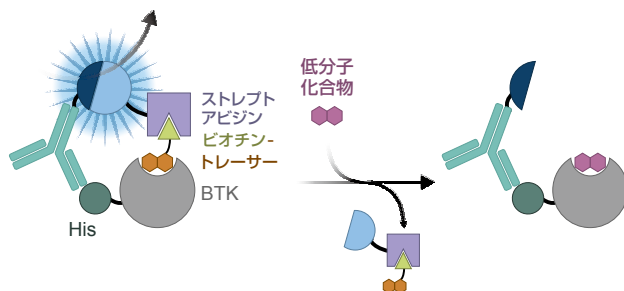 ストレプト
アビジン
ビオチン-
トレーサー
BTK
His
低分子
化合物